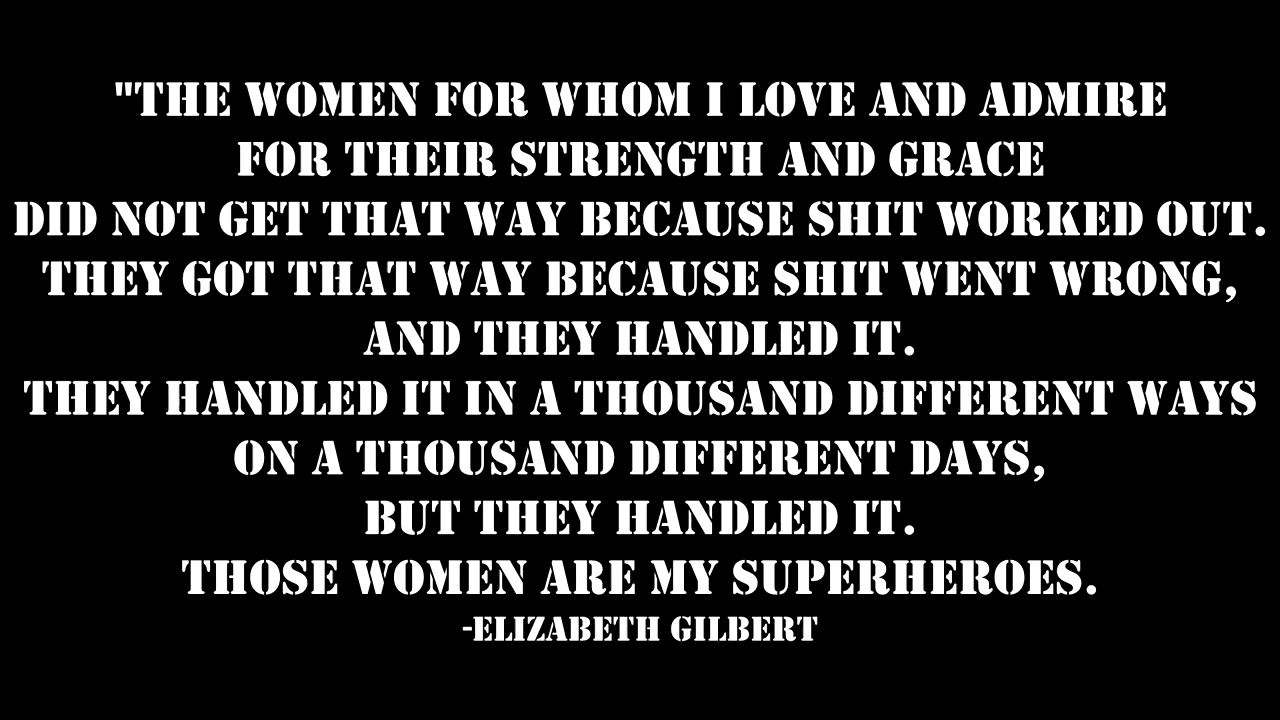 "THE WOMEN FOR WHOM I LOVE AND ADMIRE
FOR THEIR STRENGTH AND GRACE
DID NOT GET THAT WAY BECAUSE SHIT WORKED OUT.
THEY GOT THAT WAY BECAUSE SHIT WENT WRONG,
AND THEY HANDLED IT.
THEY HANDLED IT IN A THOUSAND DIFFERENT WAYS
ON A THOUSAND DIFFERENT DAYS,
BUT THEY HANDLED IT.
THOSE WOMEN ARE MY SUPERHEROES.
-ELIZABETH GILBERT